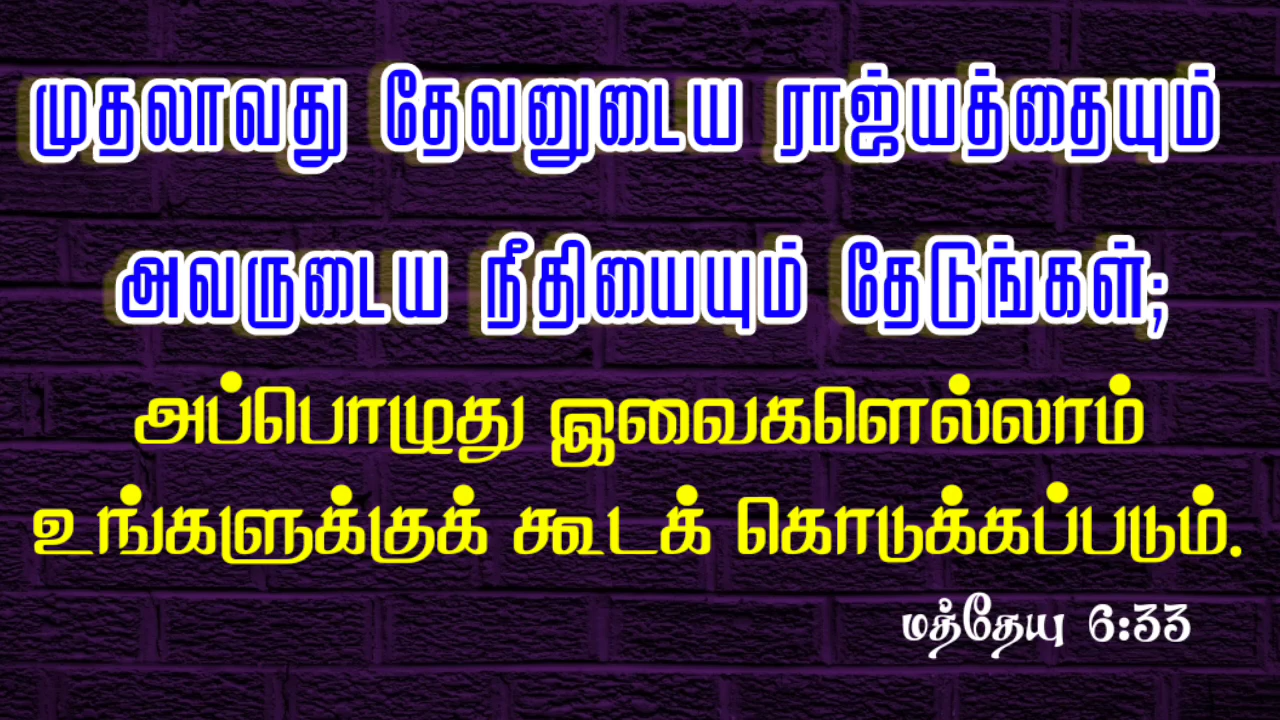 முதலாவது தேவனுடைய ராஜ்யத்தையும்
அவருடைய நீதியையும் தேடுங்கள்;
அப்பொழுது இவைகளெல்லாம்
உங்களுக்குக் கூடக் கொடுக்கப்படும்.
மத்தேயு 6:33